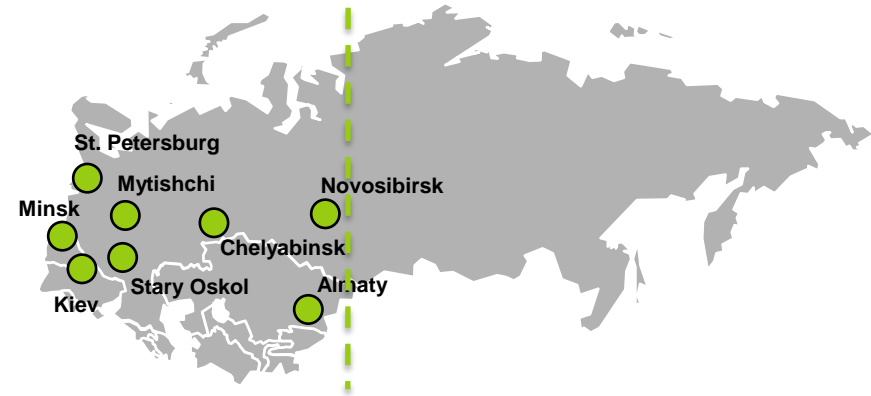 St. Petersburg
Mytishchi
Novosibirsk
Minsk
Chelyabinsk
Stary Oskol
Almaty
Kiev